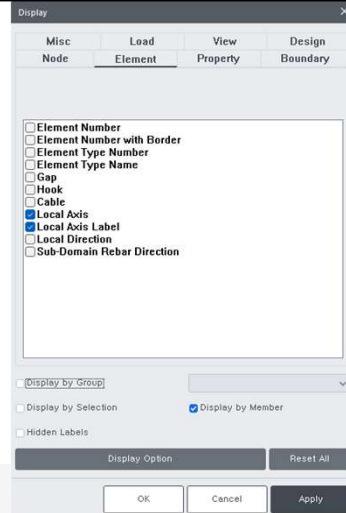 Display
Misc Load View Design
Node Element Property Boundary
Element Number
Element Number with Border
Element Type Number
Element Type Name
Gap
Hook
Cable
Local Axis
Local Axis Label
Local Direction
Sub-Domain Rebar Direction
Display by Group
Display by Selection Display by Member
Hidden Labels
Display Option Reset All
OK Cancel Apply